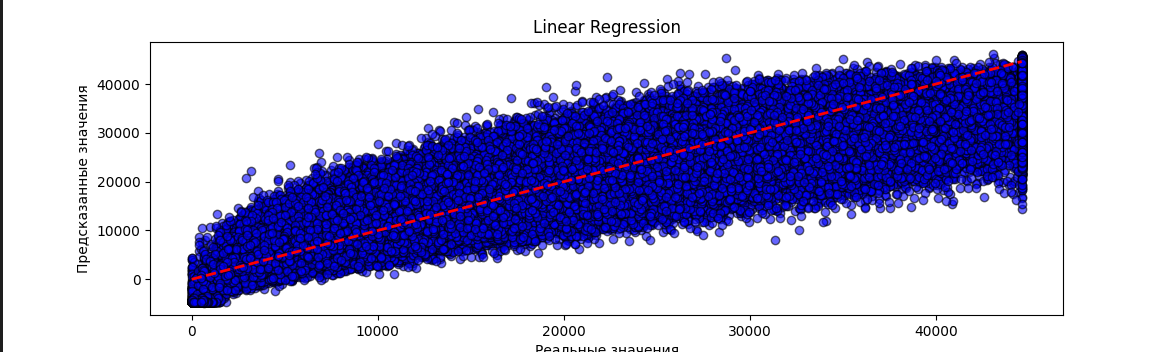 Linear Regression
Предсказанные значения
40000
30000
20000
10000
0
0 10000 20000 30000 40000
Реальные значения